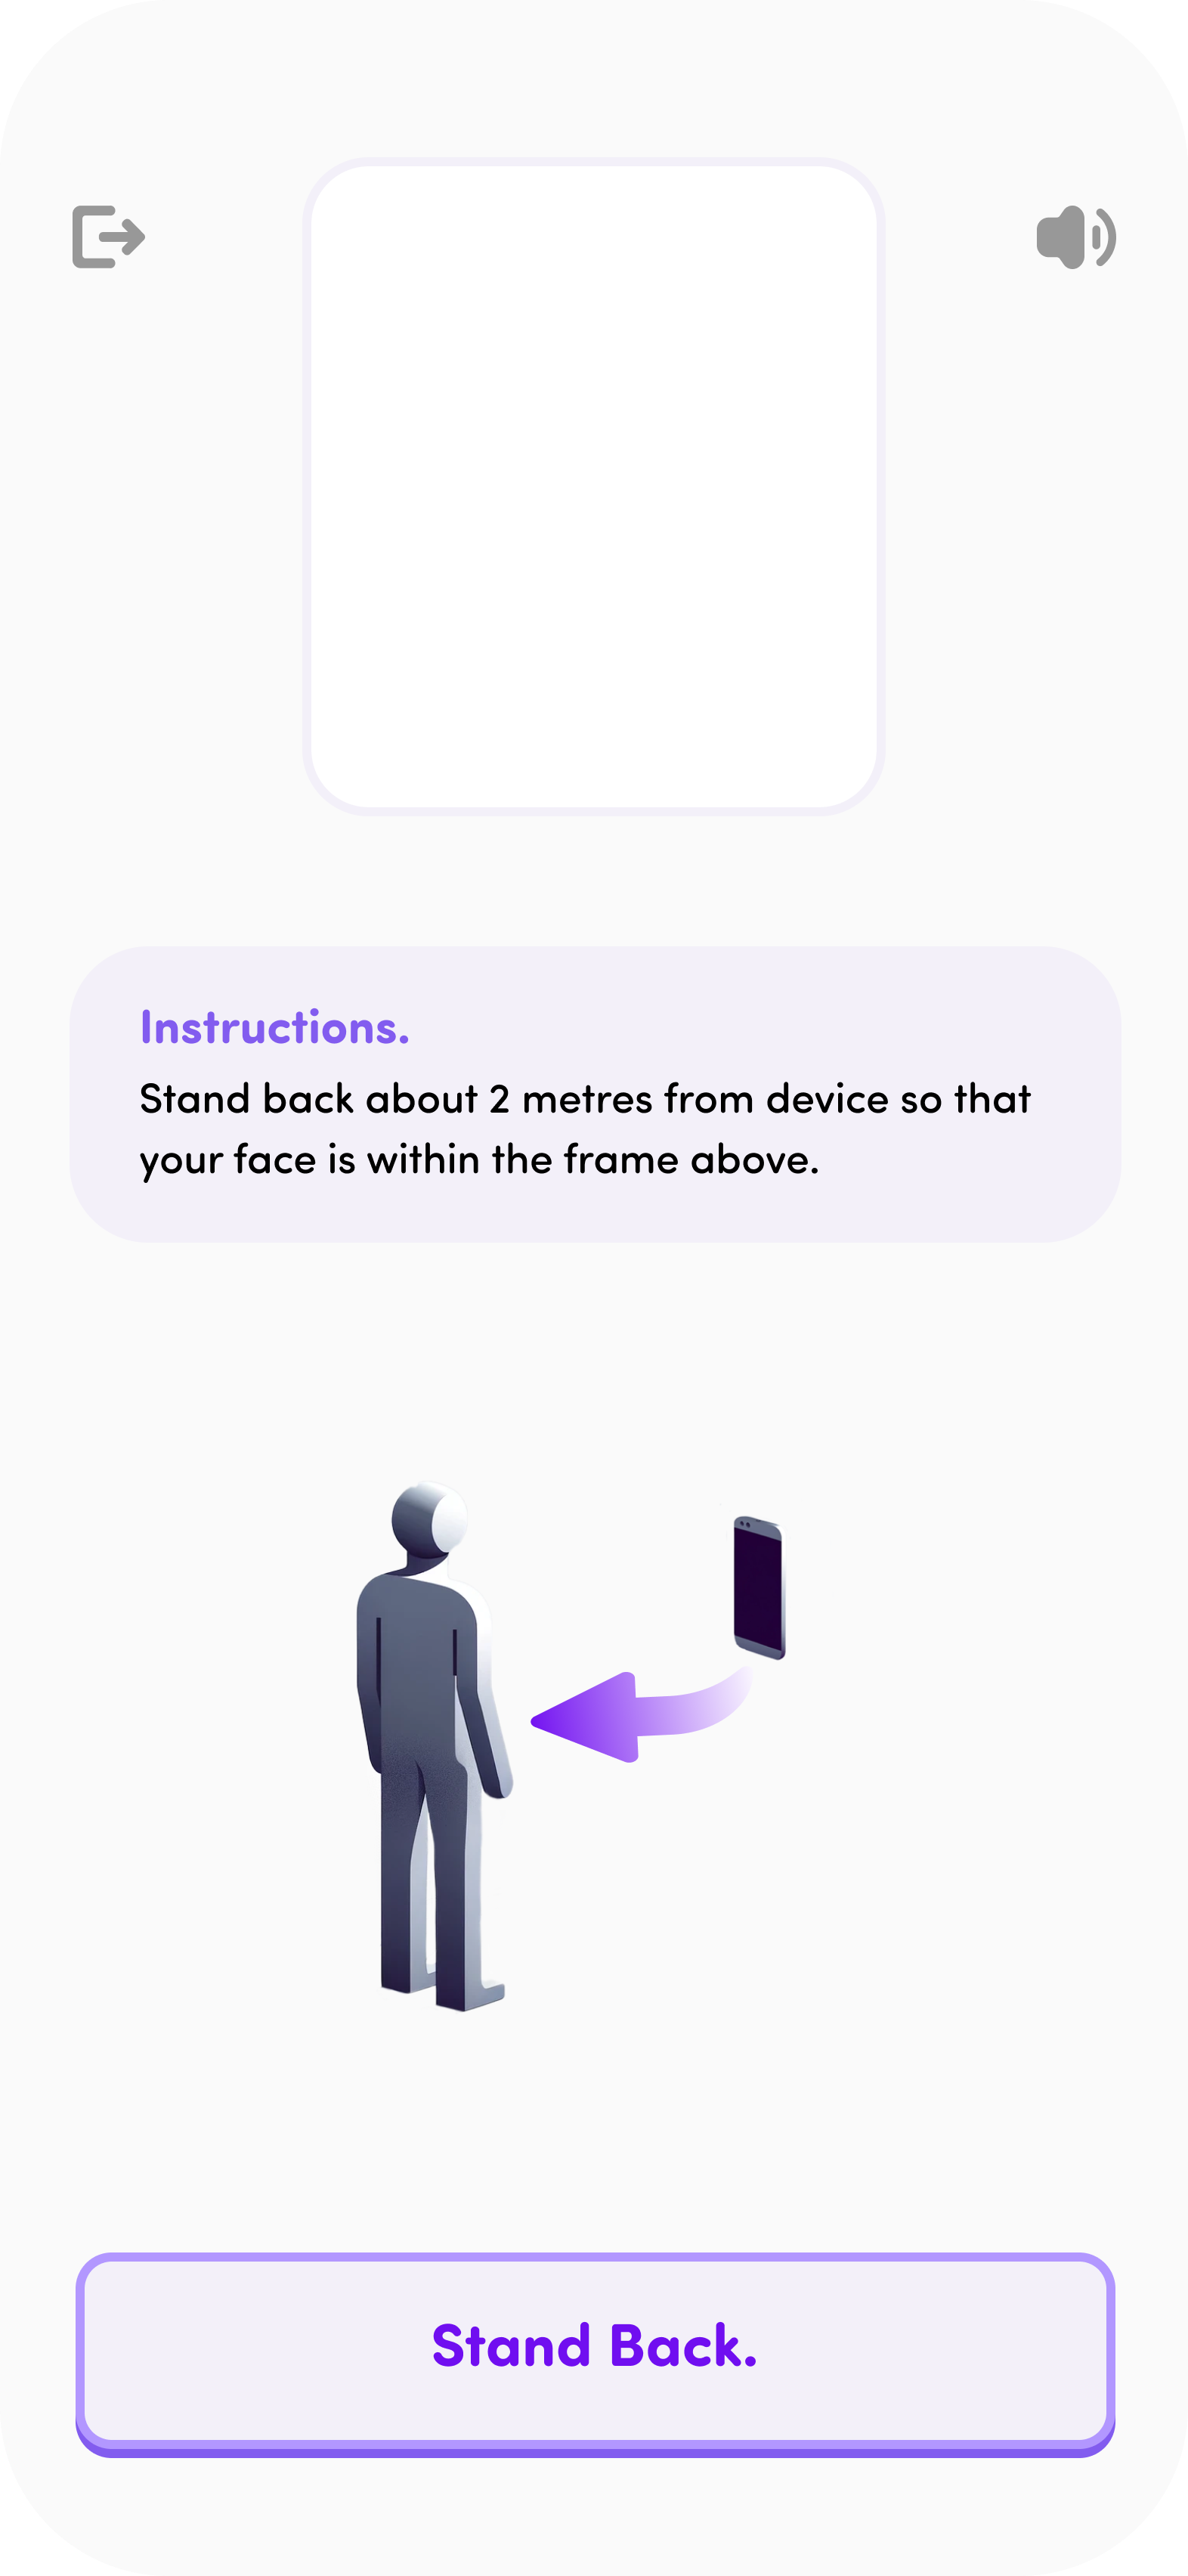 Instructions.
Stand back about 2 metres from device so that
your face is within the frame above.
Stand Back.